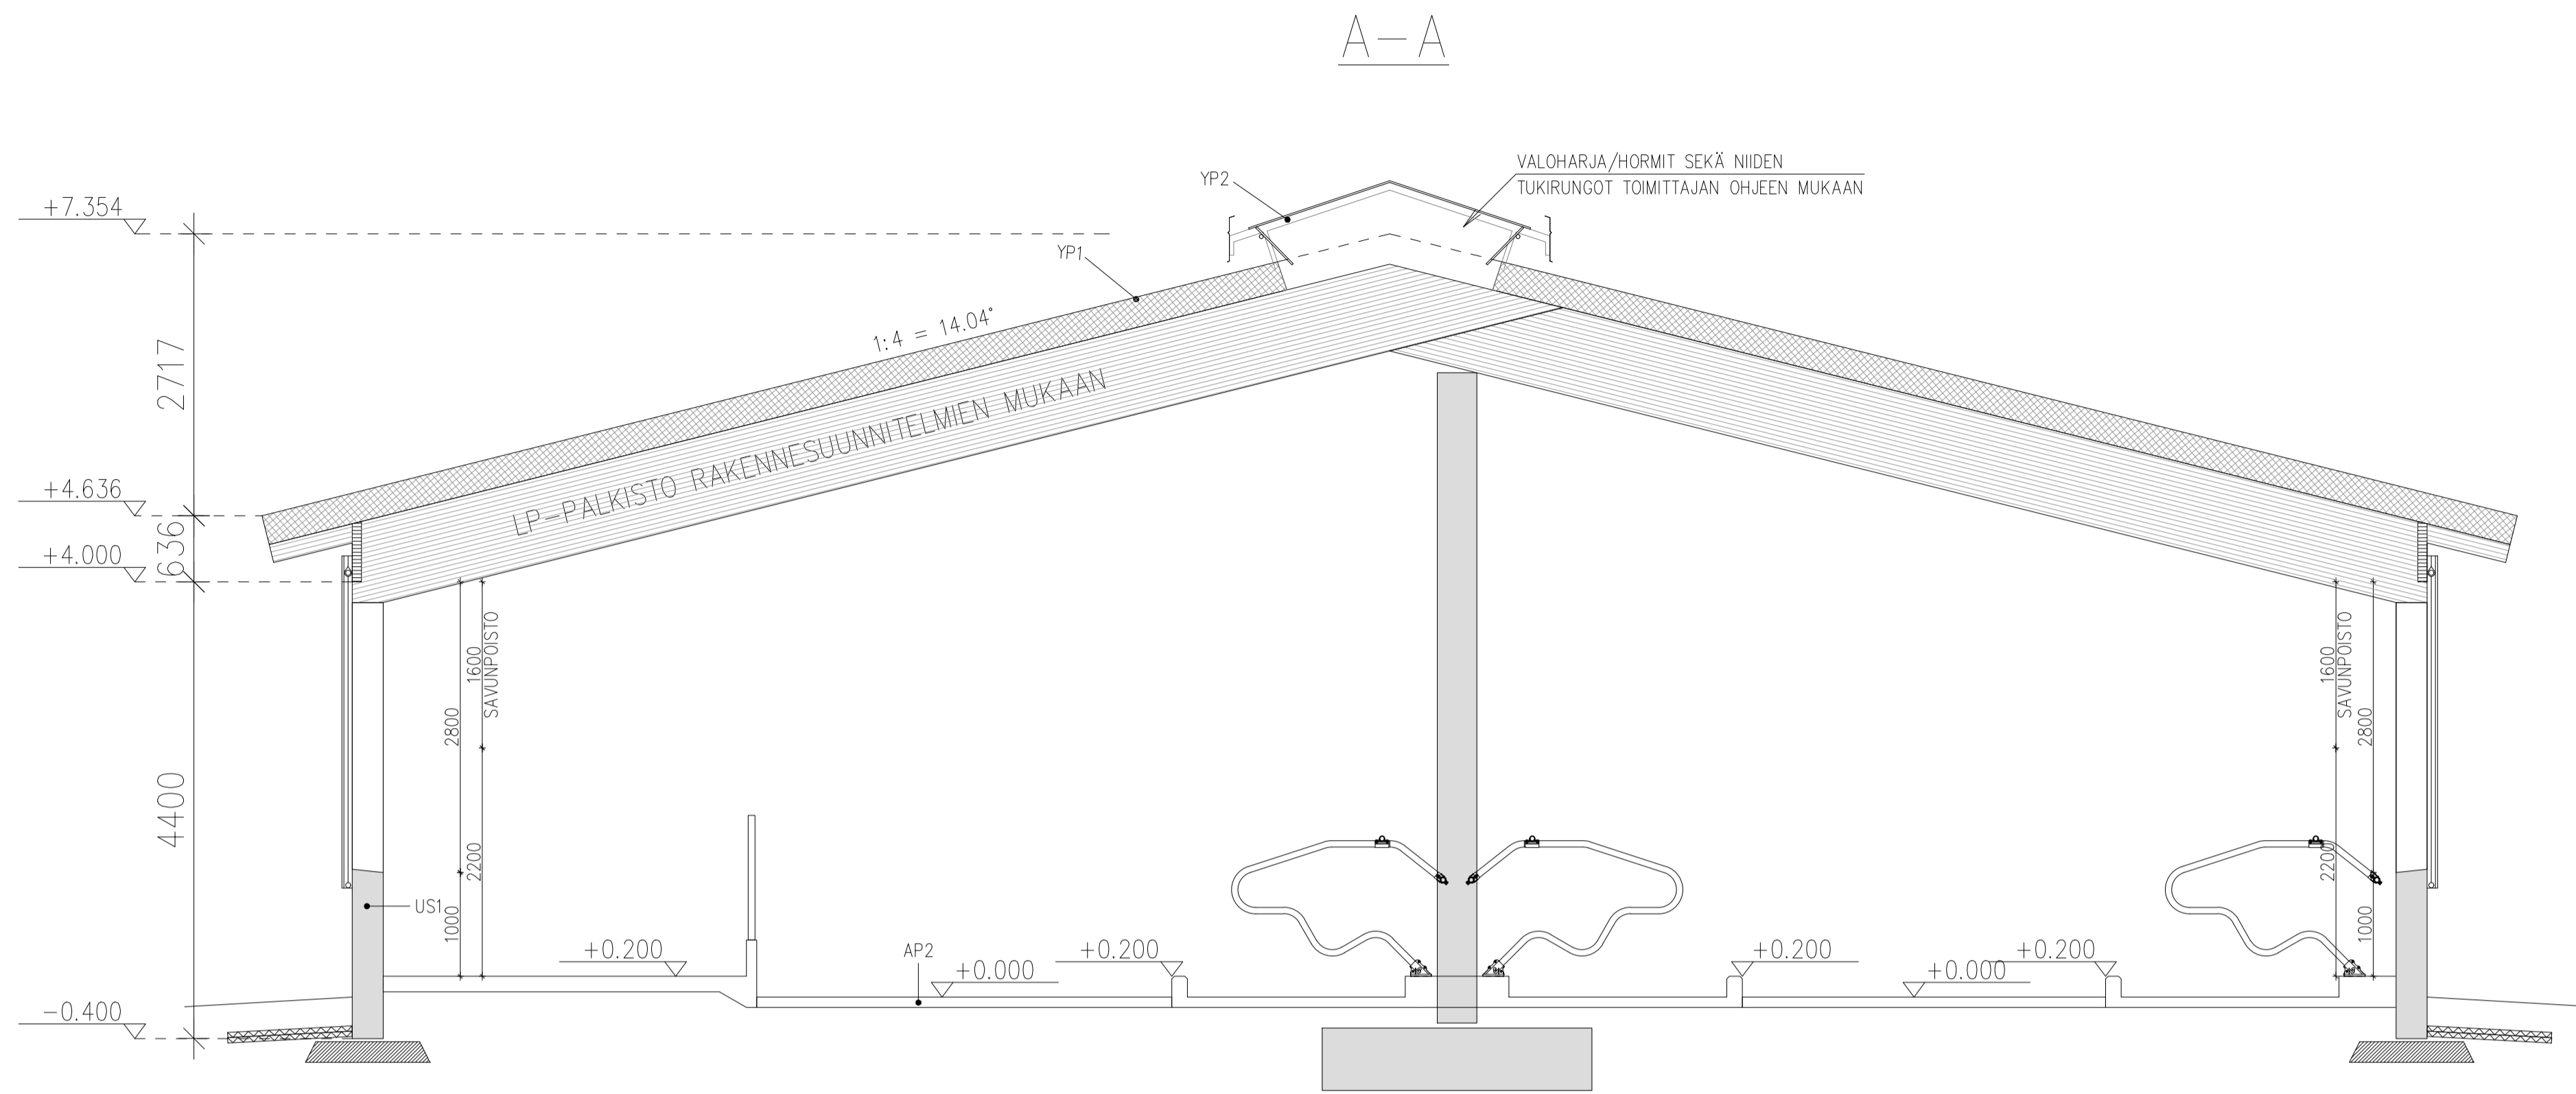 A-A
VALOHARJA/HORMIT SEKÄ NIIDEN
TUKIRUNGOT TOIMITTAJAN OHJEEN MUKAAN
YP2
+7.354
YP1
1:4 = 14.04°
2717
LP-PALKISTO RAKENNESUUNNITELMIEN MUKAAN
+4.636
636
+4.000
1600
SAVUNPOISTO
2800
2200
1000
4400
US1
1600
SAVUNPOISTO
2800
2200
1000
+0.200
AP2
+0.000
+0.200
+0.200
+0.000
+0.200
-0.400